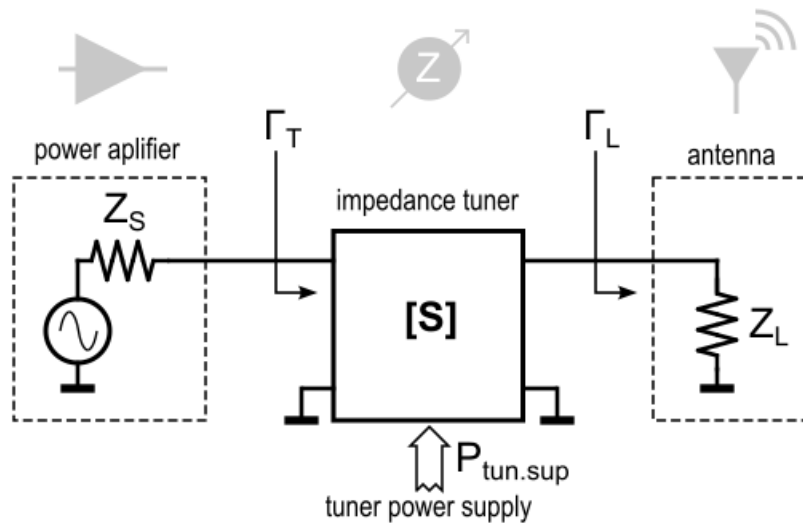 Z
Γ_T
Γ_L
power aplifier
antenna
impedance tuner
Z_S
[S]
Z_L
P_tun.sup
tuner power supply